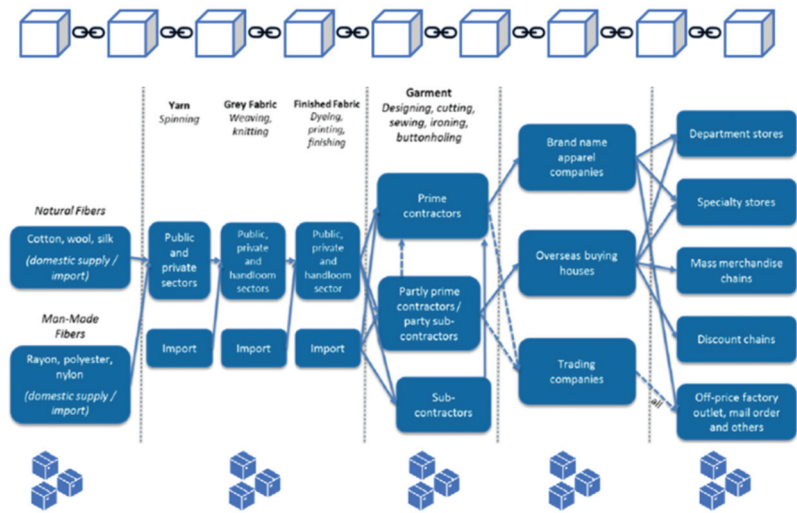 Yarn
Spinning
Grey Fabric
Weaving,
knitting
Finished Fabric
Dyeing,
printing,
finishing
Garment
Designing, cutting,
sewing, ironing,
buttonholing
Natural Fibers
Cotton, wool, silk
(domestic supply /
import)
Man-Made
Fibers
Rayon, polyester,
nylon
(domestic supply /
import)
Public
and
private
sectors
Import
Public,
private
and
handloom
sectors
Import
Public,
private
and
handloom
sector
Import
Prime
contractors
Partly prime
contractors /
party sub-
contractors
Sub-
contractors
Brand name
apparel
companies
Overseas buying
houses
Trading
companies
all
Department stores
Specialty stores
Mass merchandise
chains
Discount chains
Off-price factory
outlet, mail order
and others